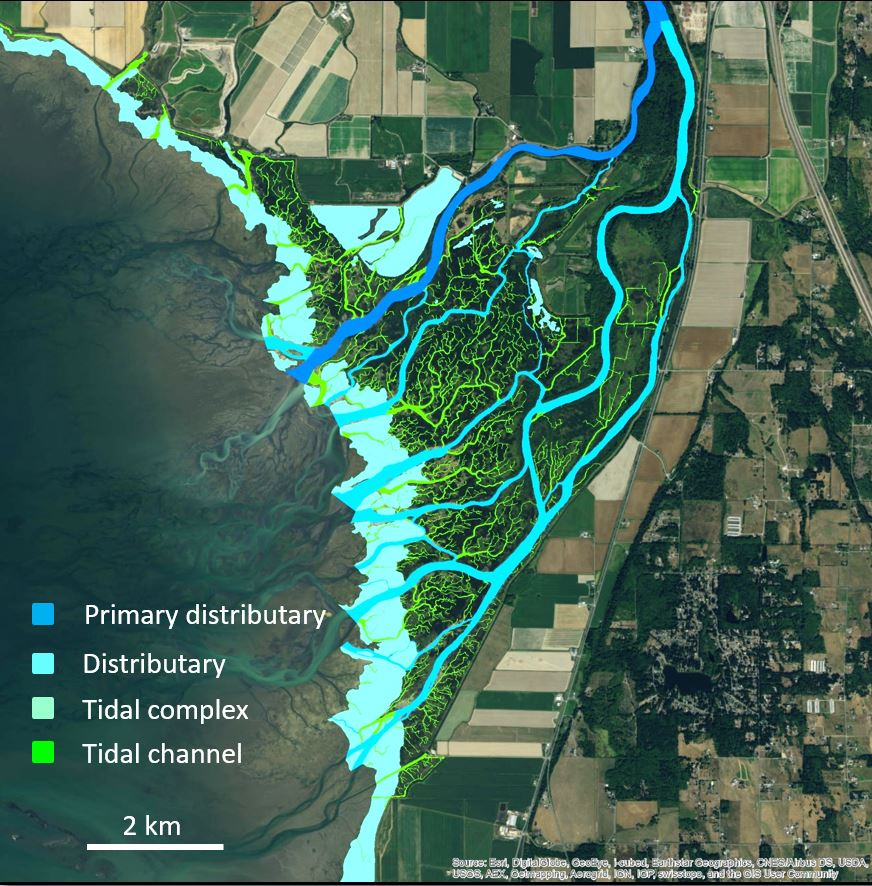 Primary distributary
Distributary
Tidal complex
Tidal channel
2 km
Source: Esri, DigitalGlobe, GeoEye, i-cubed, Earthstar Geographics, CNES/Airbus DS, USDA,
USGS, AEX, Getmapping, Aerogrid, IGN, IGP, swisstopo, and the GIS User Community